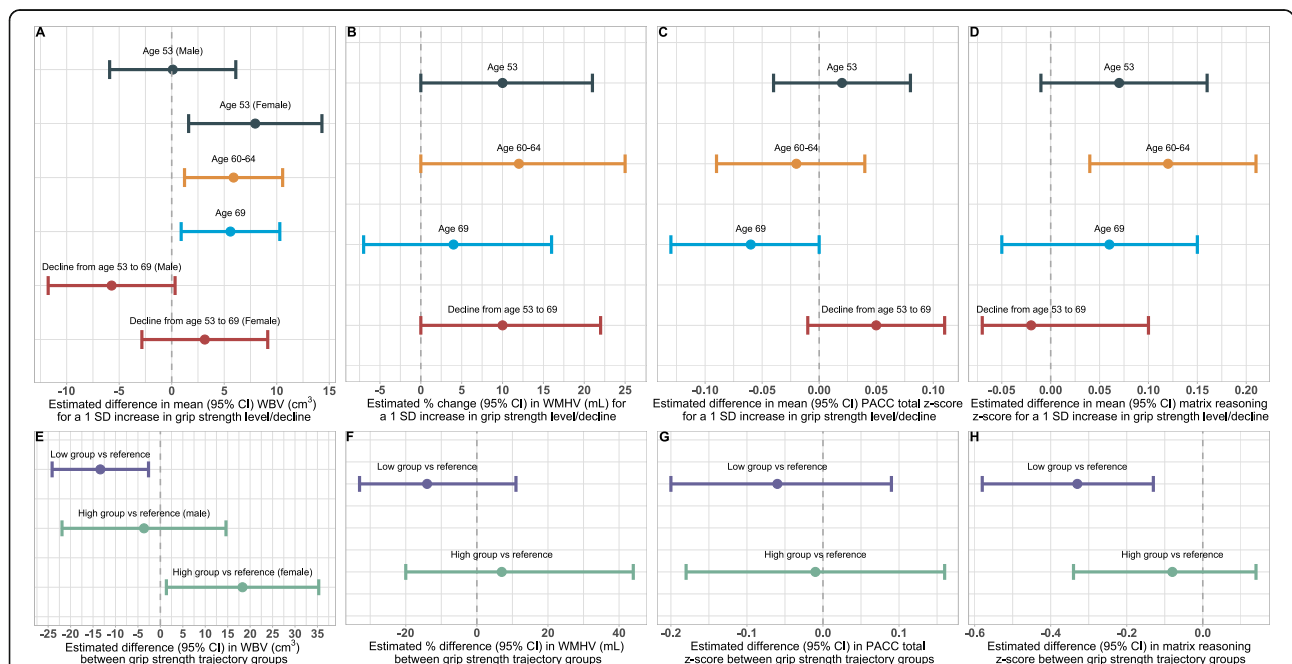 A
Age 53 (Male)
Age 53 (Female)
Age 60-64
Age 69
Decline from age 53 to 69 (Male)
Decline from age 53 to 69 (Female)
-10 -5 0 5 10 15
Estimated difference in mean (95% CI) WBV (cm³)
for a 1 SD increase in grip strength level/decline
B
Age 53
Age 60-64
Age 69
Decline from age 53 to 69
-5 0 5 10 15 20 25
Estimated % change (95% CI) in WMHV (mL) for
a 1 SD increase in grip strength level/decline
C
Age 53
Age 60-64
Age 69
Decline from age 53 to 69
-0.10 -0.05 0.00 0.05 0.10
Estimated difference in mean (95% CI) PACC total z-score
for a 1 SD increase in grip strength level/decline
D
Age 53
Age 60-64
Age 69
Decline from age 53 to 69
-0.05 0.00 0.05 0.10 0.15 0.20
Estimated difference in mean (95% CI) matrix reasoning
z-score for a 1 SD increase in grip strength level/decline
E
Low group vs reference
High group vs reference (male)
High group vs reference (female)
-25 -20 -15 -10 -5 0 5 10 15 20 25 30 35
Estimated difference (95% CI) in WBV (cm³)
between grip strength trajectory groups
F
Low group vs reference
High group vs reference
-20 0 20 40
Estimated % difference (95% CI) in WMHV (mL)
between grip strength trajectory groups
G
Low group vs reference
High group vs reference
-0.2 -0.1 0.0 0.1
Estimated difference (95% CI) in PACC total
z-score between grip strength trajectory groups
H
Low group vs reference
High group vs reference
-0.6 -0.4 -0.2 0.0
Estimated difference (95% CI) in matrix reasoning
z-score between grip strength trajectory groups